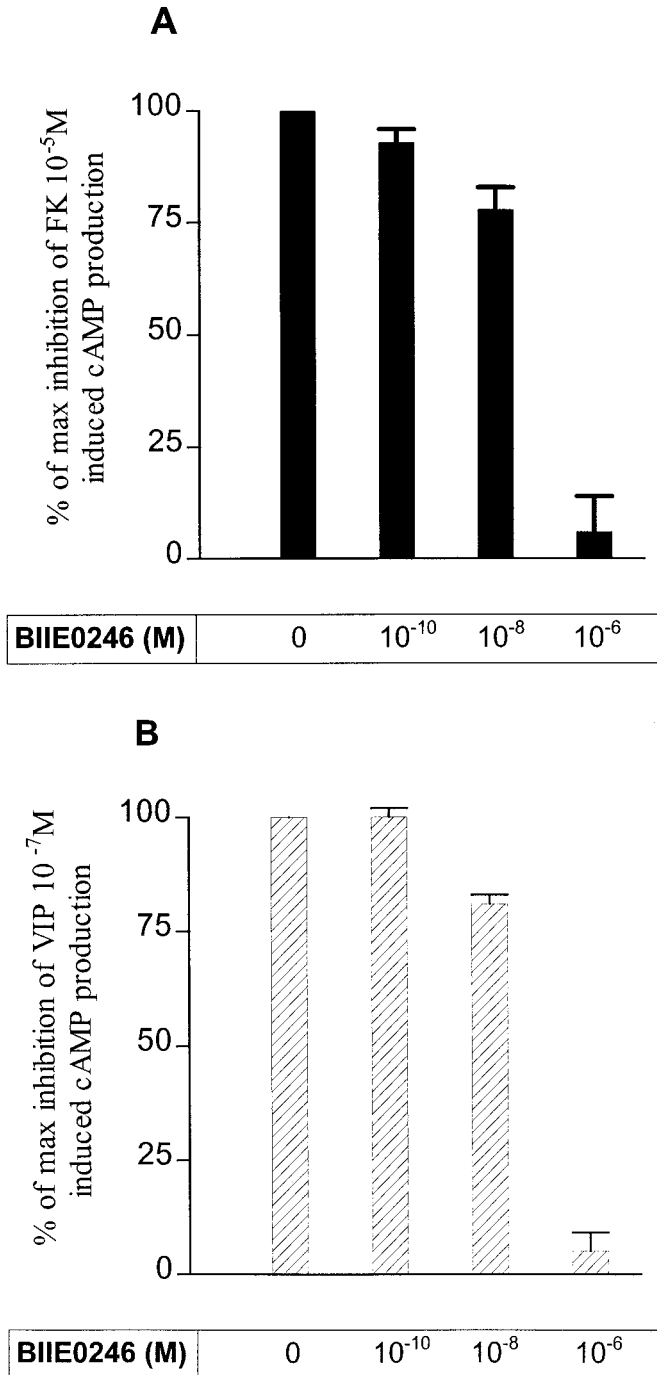 A
% of max inhibition of FK 10⁻⁵M
induced cAMP production
100
75
50
25
0
BIIE0246 (M) 0 10⁻¹⁰ 10⁻⁸ 10⁻⁶
B
% of max inhibition of VIP 10⁻⁷M
induced cAMP production
100
75
50
25
0
BIIE0246 (M) 0 10⁻¹⁰ 10⁻⁸ 10⁻⁶